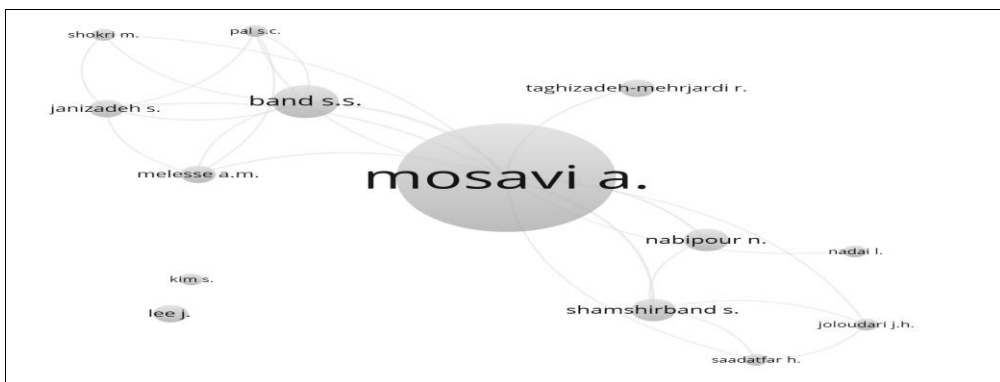 shokri m.
pal s.c.
taghizadeh-mehrjardi r.
band s.s.
janizadeh s.
melesse a.m.
mosavi a.
nabipour n.
nadai l.
kim s.
lee j.
shamshirband s.
joloudari j.h.
saadatfar h.